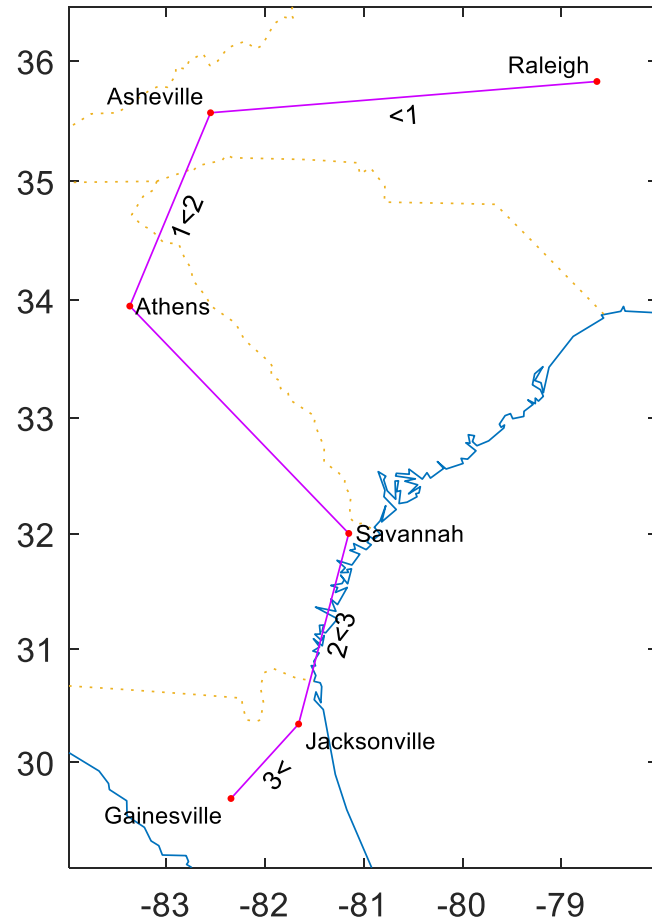 36
Raleigh
Asheville
<1
35
1<2
34
Athens
33
32
Savannah
2<3
31
Jacksonville
30
3<
Gainesville
-83
-82
-81
-80
-79